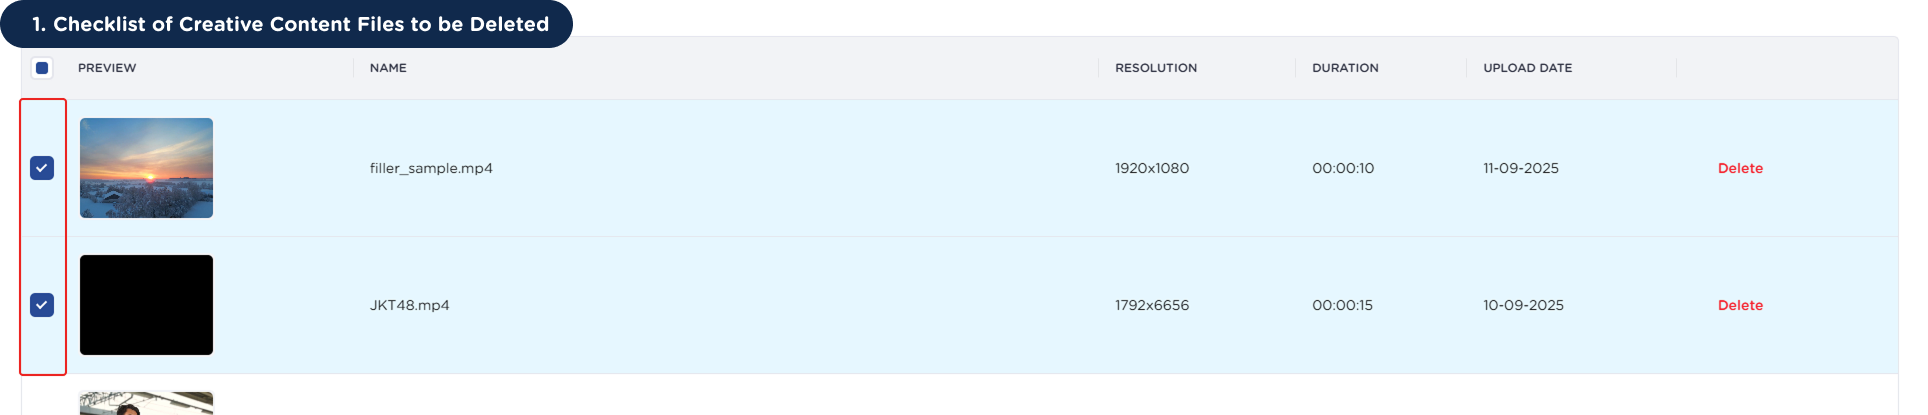 1. Checklist of Creative Content Files to be Deleted
PREVIEW NAME RESOLUTION DURATION UPLOAD DATE
filler_sample.mp4 1920x1080 00:00:10 11-09-2025 Delete
JKT48.mp4 1792x6656 00:00:15 10-09-2025 Delete